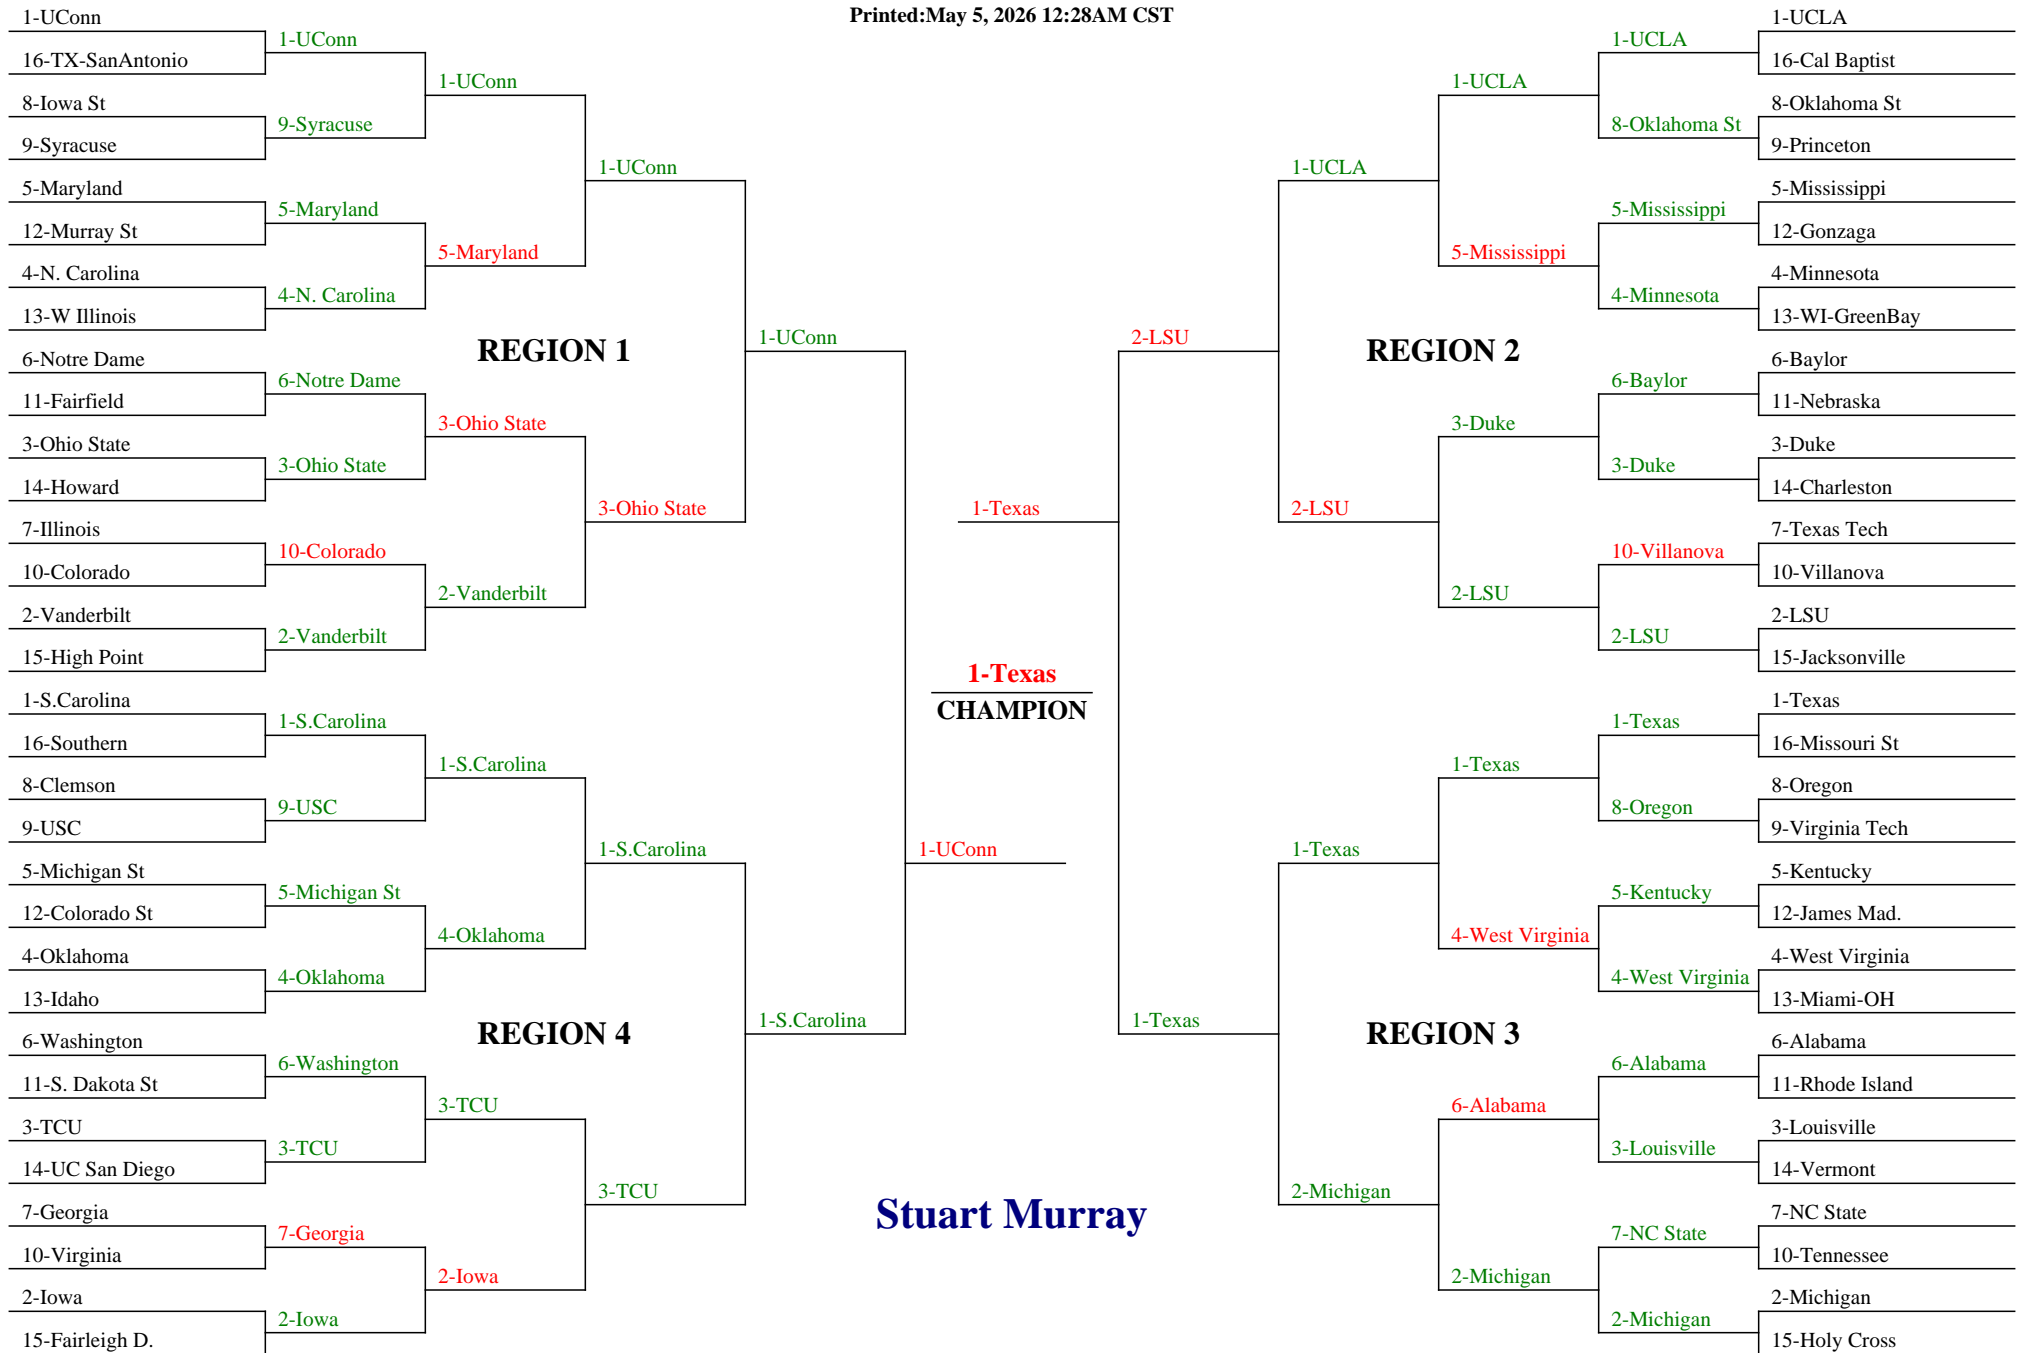 Printed:May 5, 2026 12:28AM CST
1-UConn
16-TX-SanAntonio
8-Iowa St
9-Syracuse
5-Maryland
12-Murray St
4-N. Carolina
13-W Illinois
6-Notre Dame
11-Fairfield
3-Ohio State
14-Howard
7-Illinois
10-Colorado
2-Vanderbilt
15-High Point
1-S.Carolina
16-Southern
8-Clemson
9-USC
5-Michigan St
12-Colorado St
4-Oklahoma
13-Idaho
6-Washington
11-S. Dakota St
3-TCU
14-UC San Diego
7-Georgia
10-Virginia
2-Iowa
15-Fairleigh D.
1-UConn
9-Syracuse
5-Maryland
4-N. Carolina
6-Notre Dame
3-Ohio State
10-Colorado
2-Vanderbilt
1-S.Carolina
9-USC
5-Michigan St
4-Oklahoma
6-Washington
3-TCU
7-Georgia
2-Iowa
1-UConn
5-Maryland
3-Ohio State
2-Vanderbilt
1-S.Carolina
4-Oklahoma
3-TCU
2-Iowa
REGION 1
REGION 4
1-UConn
3-Ohio State
1-S.Carolina
3-TCU
1-UConn
1-S.Carolina
1-UConn
1-Texas
1-Texas
CHAMPION
Stuart Murray
2-LSU
1-Texas
1-UCLA
2-LSU
1-Texas
2-Michigan
REGION 2
REGION 3
1-UCLA
5-Mississippi
3-Duke
2-LSU
1-Texas
4-West Virginia
6-Alabama
2-Michigan
1-UCLA
8-Oklahoma St
5-Mississippi
4-Minnesota
6-Baylor
3-Duke
10-Villanova
2-LSU
1-Texas
8-Oregon
5-Kentucky
4-West Virginia
6-Alabama
3-Louisville
7-NC State
2-Michigan
1-UCLA
16-Cal Baptist
8-Oklahoma St
9-Princeton
5-Mississippi
12-Gonzaga
4-Minnesota
13-WI-GreenBay
6-Baylor
11-Nebraska
3-Duke
14-Charleston
7-Texas Tech
10-Villanova
2-LSU
15-Jacksonville
1-Texas
16-Missouri St
8-Oregon
9-Virginia Tech
5-Kentucky
12-James Mad.
4-West Virginia
13-Miami-OH
6-Alabama
11-Rhode Island
3-Louisville
14-Vermont
7-NC State
10-Tennessee
2-Michigan
15-Holy Cross